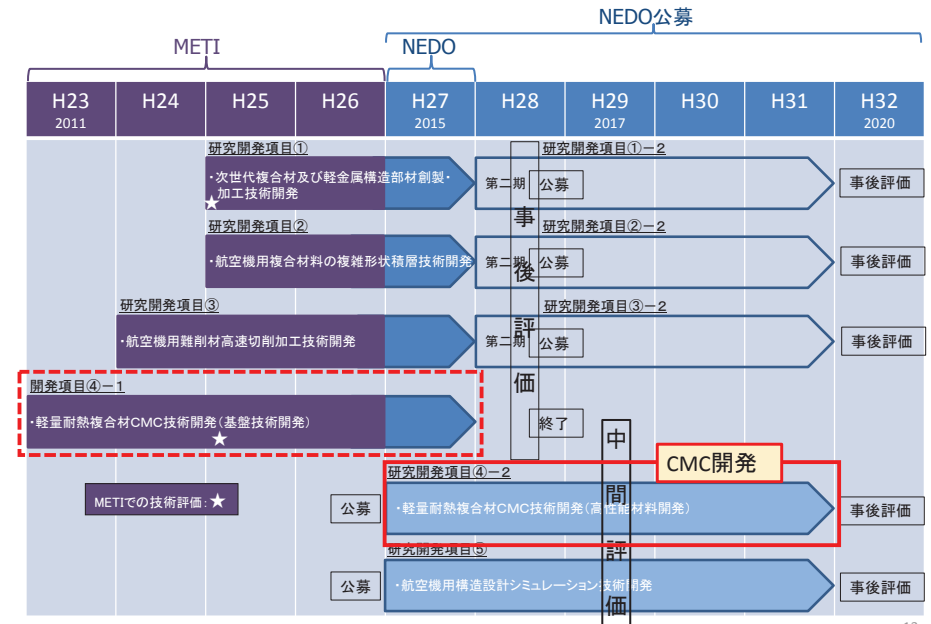 NEDO公募
METI
NEDO
H23 H24 H25 H26 H27 H28 H29 H30 H31 H32
2011 2015 2017 2020
研究開発項目①
研究開発項目①－2
・次世代複合材及び軽金属構造部材創製・
加工技術開発
★
第二期
公募
事後評価
研究開発項目②
研究開発項目②－2
・航空機用複合材料の複雑形状積層技術開発
第二期
公募
事後評価
研究開発項目③
研究開発項目③－2
・航空機用難削材高速切削加工技術開発
第二期
公募
事後評価
事後評価
開発項目④－1
・軽量耐熱複合材CMC技術開発(基盤技術開発)
★
終了
中間評価
CMC開発
研究開発項目④－2
METIでの技術評価:★
公募
・軽量耐熱複合材CMC技術開発(高性能材料開発)
事後評価
研究開発項目⑤
公募
・航空機用構造設計シミュレーション技術開発
事後評価